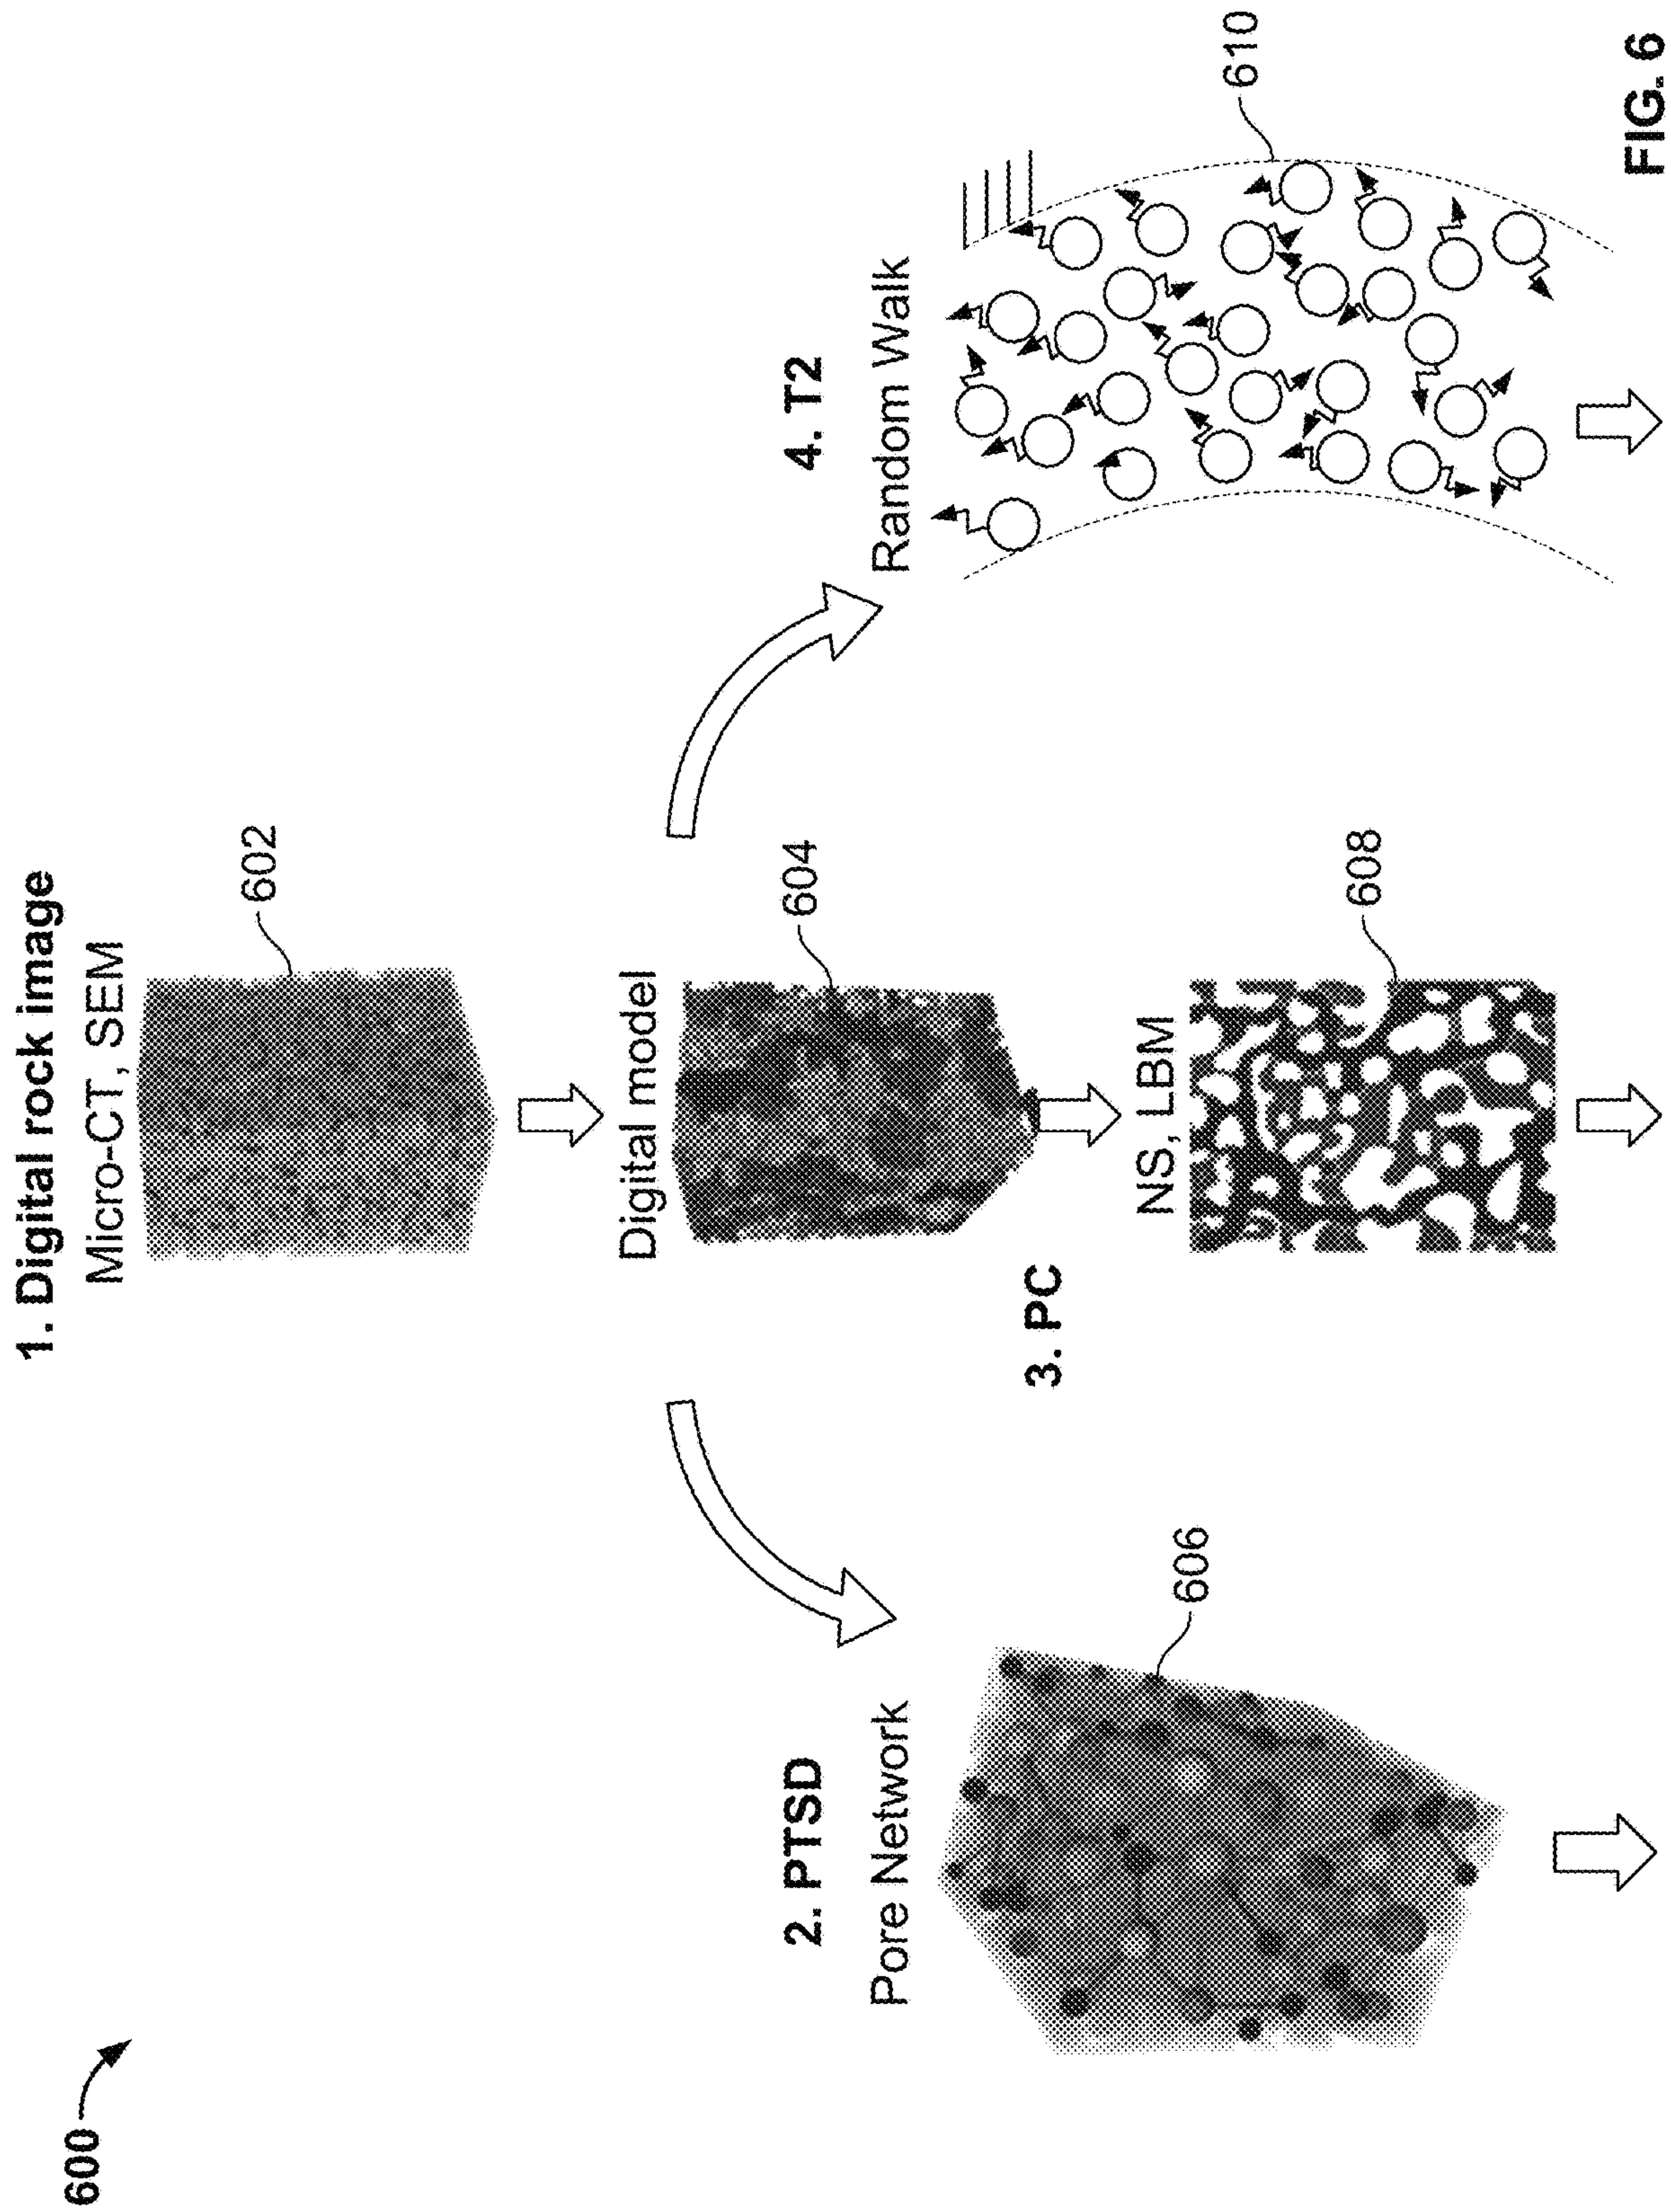 600
1. Digital rock image
Micro-CT, SEM
602
Digital model
604
2. PTSD
Pore Network
606
3. PC
NS, LBM
608
4. T2
Random Walk
610
FIG. 6